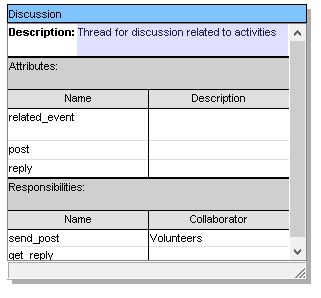 Discussion
Description: Thread for discussion related to activities
Attributes:
Name Description
related_event
post
reply
Responsibilities:
Name Collaborator
send_post Volunteers
get_reply